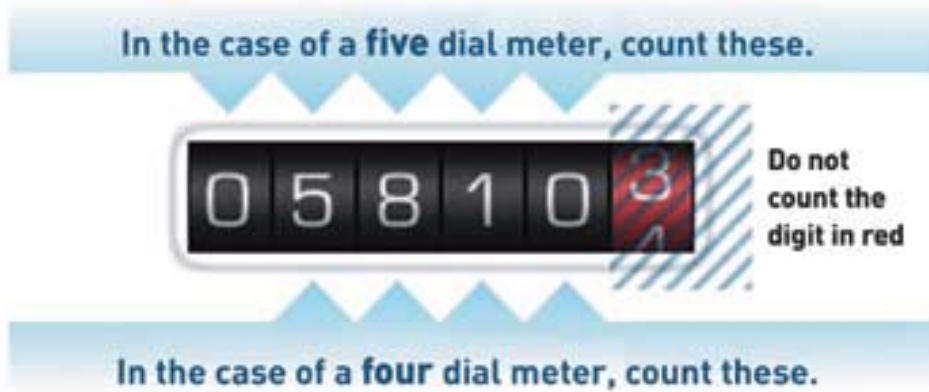 In the case of a five dial meter, count these.
0 5 8 1 0 3
4
Do not
count the
digit in red
In the case of a four dial meter, count these.